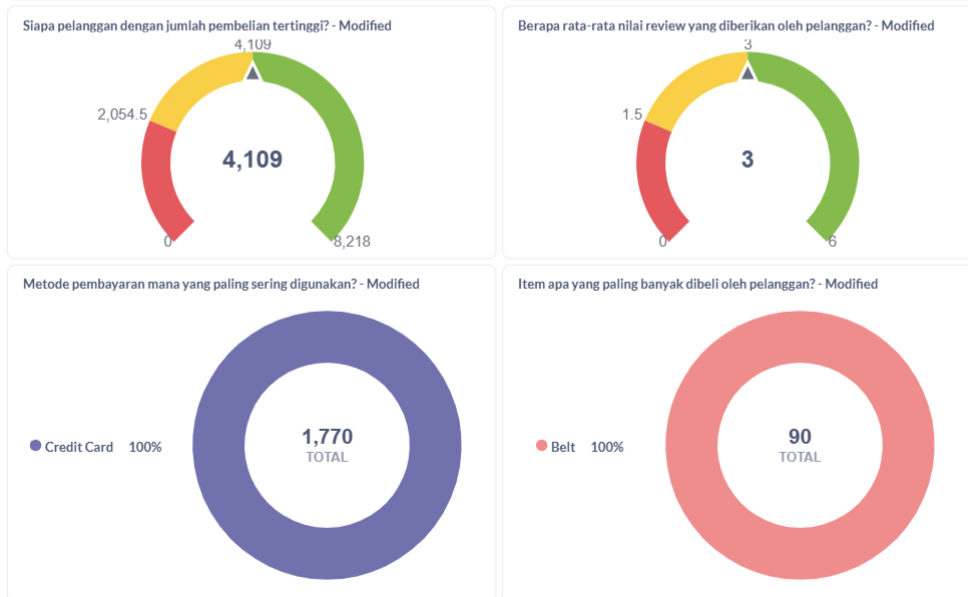 Siapa pelanggan dengan jumlah pembelian tertinggi? - Modified
4,109
2,054.5
4,109
0
8,218
Berapa rata-rata nilai review yang diberikan oleh pelanggan? - Modified
3
1.5
3
0
6
Metode pembayaran mana yang paling sering digunakan? - Modified
Credit Card 100%
1,770
TOTAL
Item apa yang paling banyak dibeli oleh pelanggan? - Modified
Belt 100%
90
TOTAL